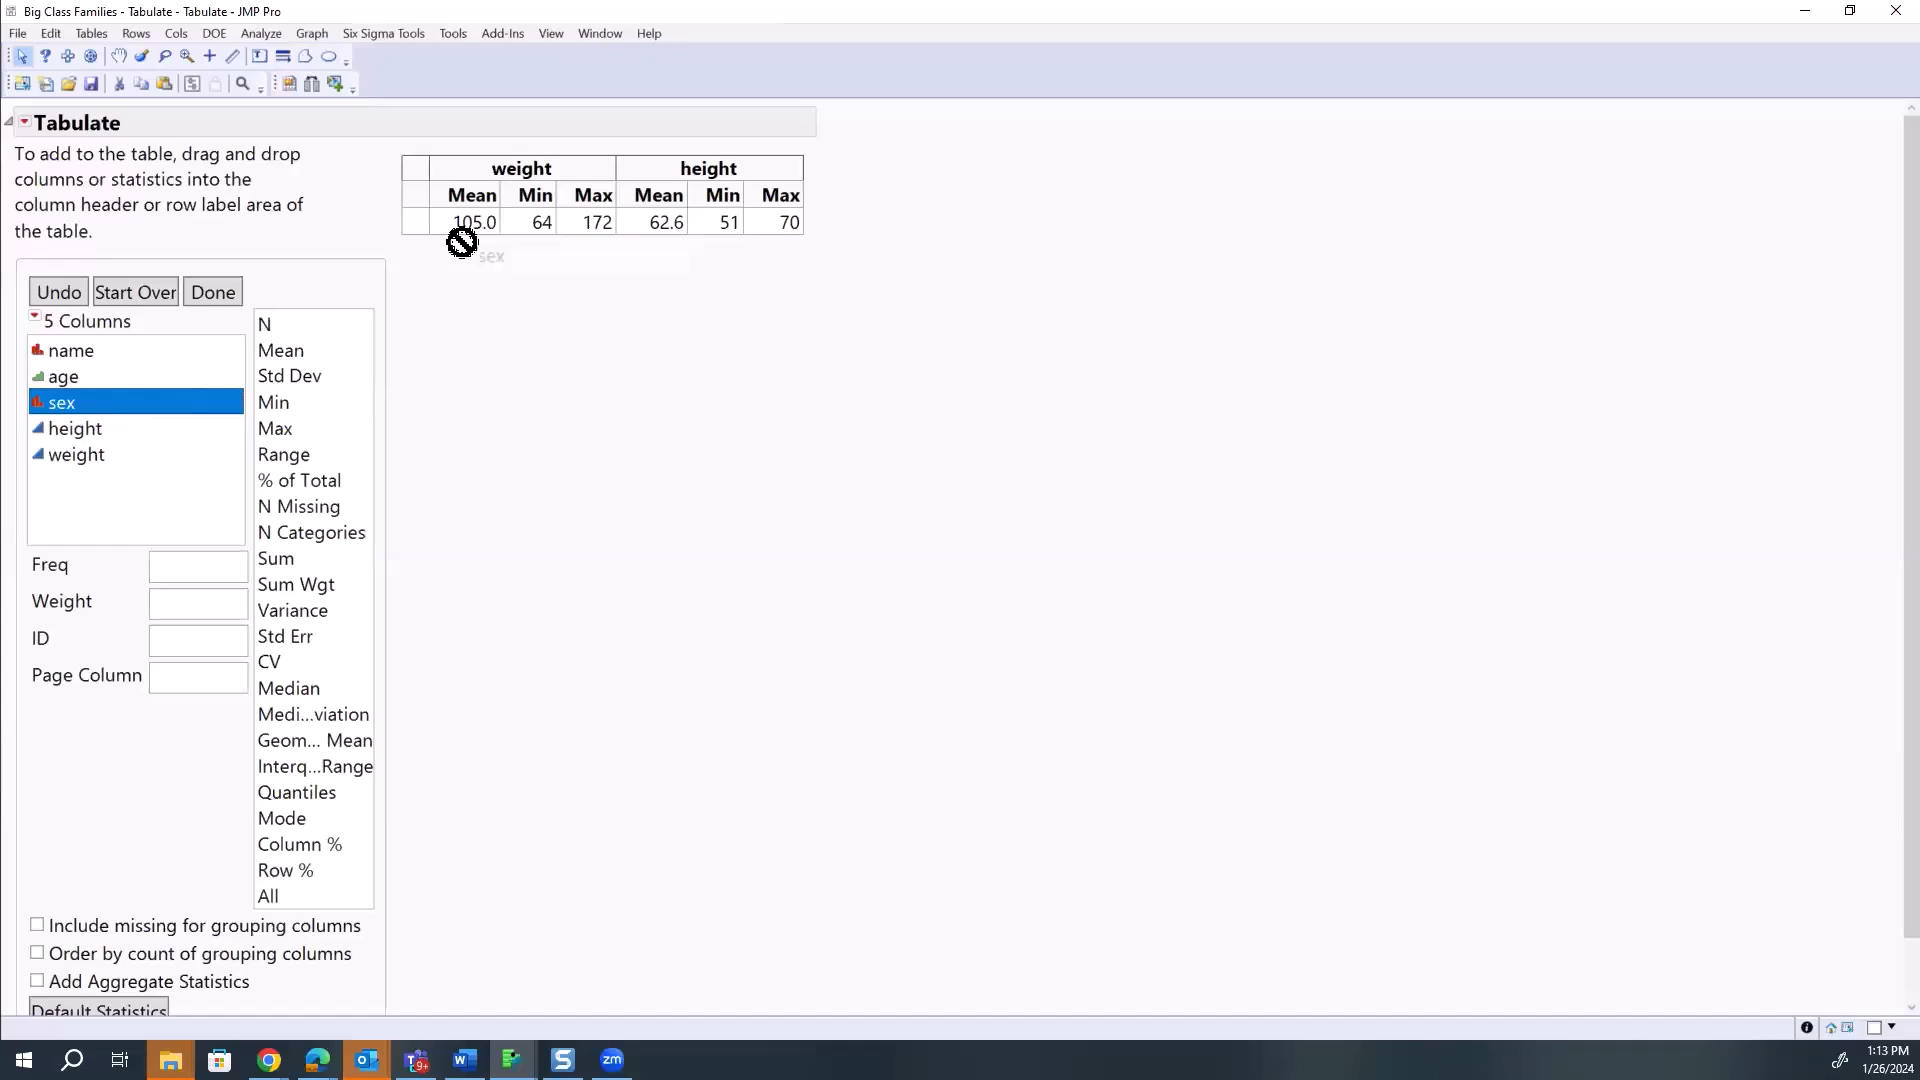 Big Class Families - Tabulate - Tabulate - JMP Pro
File Edit Tables Rows Cols DOE Analyze Graph Six Sigma Tools Tools Add-Ins View Window Help
Tabulate
To add to the table, drag and drop
columns or statistics into the
column header or row label area of
the table.
weight height
Mean Min Max Mean Min Max
105.0 64 172 62.6 51 70
sex
Undo Start Over Done
5 Columns
name
age
sex
height
weight
N
Mean
Std Dev
Min
Max
Range
% of Total
N Missing
N Categories
Sum
Sum Wgt
Variance
Std Err
CV
Median
Medi...viation
Geom... Mean
Interq...Range
Quantiles
Mode
Column %
Row %
All
Freq
Weight
ID
Page Column
Include missing for grouping columns
Order by count of grouping columns
Add Aggregate Statistics
Default Statistics
9+
zm
1:13 PM
1/26/2024